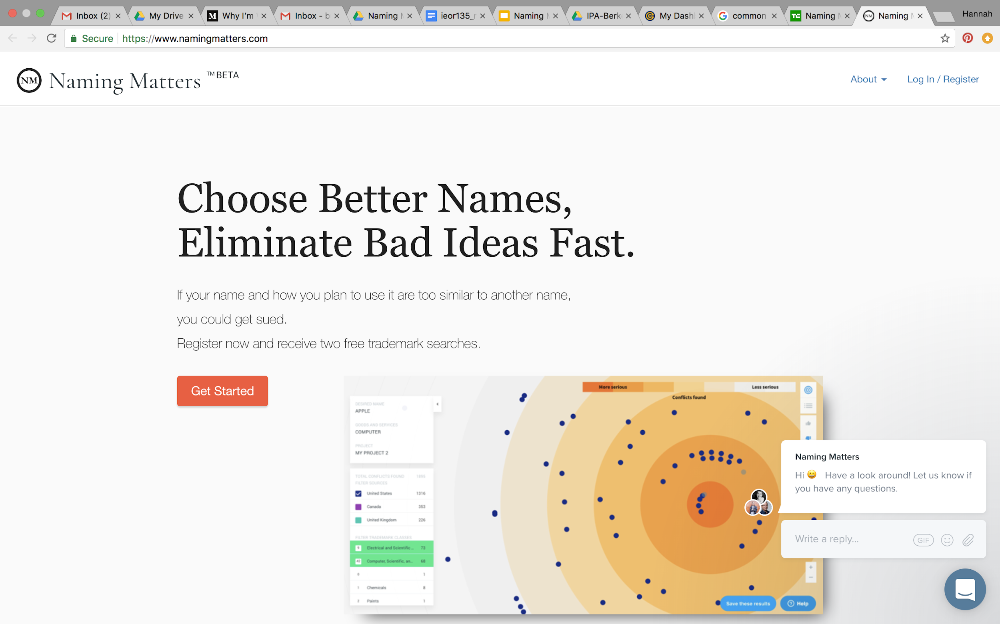 Inbox (2)
My Drive
M Why I'm
Inbox - b
Naming
ieor135_
Naming
IPA-Berk
My Dash
common
TC Naming
NM Naming
Hannah
Secure https://www.namingmatters.com
NM Naming Matters ™ BETA
About
Log In / Register
Choose Better Names,
Eliminate Bad Ideas Fast.
If your name and how you plan to use it are too similar to another name,
you could get sued.
Register now and receive two free trademark searches.
Get Started
More serious
Less serious
Conflicts found
DESIRED NAME
APPLE
GOODS AND SERVICES
COMPUTER
PROJECT
MY PROJECT 2
TOTAL CONFLICTS FOUND 1895
FILTER SOURCES
United States 1316
Canada 353
United Kingdom 226
FILTER TRADEMARK CLASSES
9 Electrical and Scientific ... 73
42 Computer, Scientific, an... 68
0 1
1 Chemicals 8
2 Paints 1
Save these results
Help
Naming Matters
Hi 😀 Have a look around! Let us know if
you have any questions.
Write a reply...
GIF